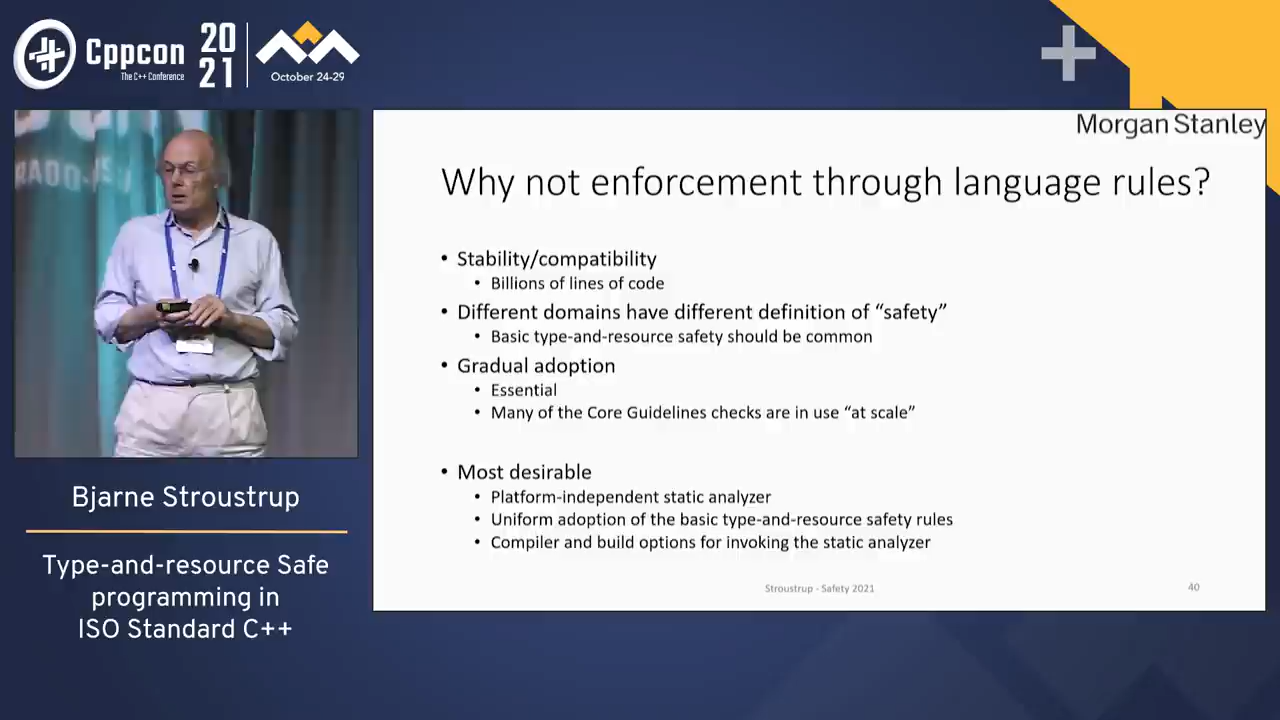 Cppcon
The C++ Conference
20
21
October 24-29
Morgan Stanley
Why not enforcement through language rules?
• Stability/compatibility
• Billions of lines of code
• Different domains have different definition of “safety”
• Basic type-and-resource safety should be common
• Gradual adoption
• Essential
• Many of the Core Guidelines checks are in use “at scale”
• Most desirable
• Platform-independent static analyzer
• Uniform adoption of the basic type-and-resource safety rules
• Compiler and build options for invoking the static analyzer
Stroustrup - Safety 2021
40
Bjarne Stroustrup
Type-and-resource Safe
programming in
ISO Standard C++